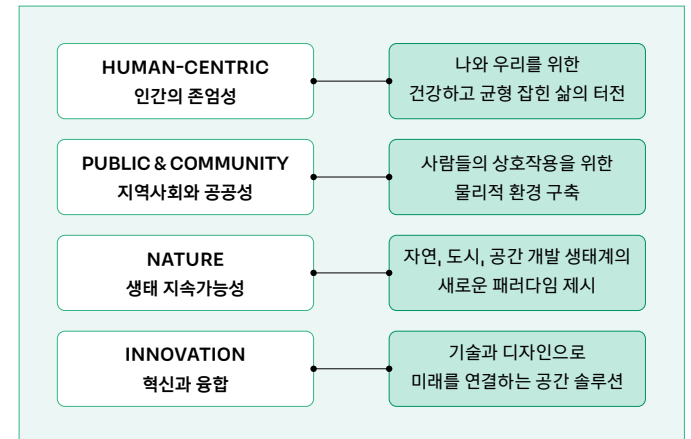 HUMAN-CENTRIC
인간의 존엄성
나와 우리를 위한
건강하고 균형 잡힌 삶의 터전
PUBLIC & COMMUNITY
지역사회와 공공성
사람들의 상호작용을 위한
물리적 환경 구축
NATURE
생태 지속가능성
자연, 도시, 공간 개발 생태계의
새로운 패러다임 제시
INNOVATION
혁신과 융합
기술과 디자인으로
미래를 연결하는 공간 솔루션